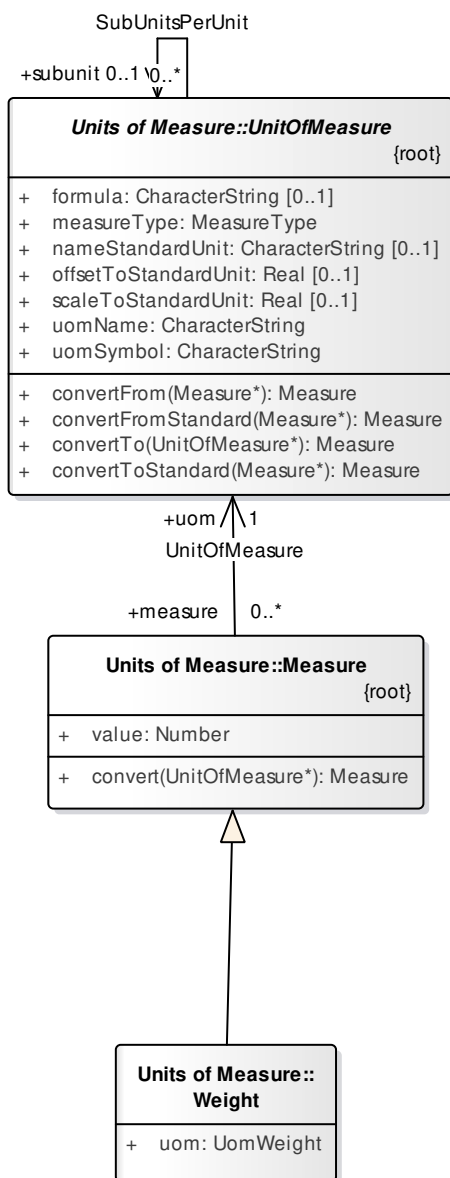 SubUnitsPerUnit
+subunit 0..1 0..*
Units of Measure::UnitOfMeasure
{root}
+ formula: CharacterString [0..1]
+ measureType: MeasureType
+ nameStandardUnit: CharacterString [0..1]
+ offsetToStandardUnit: Real [0..1]
+ scaleToStandardUnit: Real [0..1]
+ uomName: CharacterString
+ uomSymbol: CharacterString
+ convertFrom(Measure*): Measure
+ convertFromStandard(Measure*): Measure
+ convertTo(UnitOfMeasure*): Measure
+ convertToStandard(Measure*): Measure
+uom 1
UnitOfMeasure
+measure 0..*
Units of Measure::Measure
{root}
+ value: Number
+ convert(UnitOfMeasure*): Measure
Units of Measure::
Weight
+ uom: UomWeight